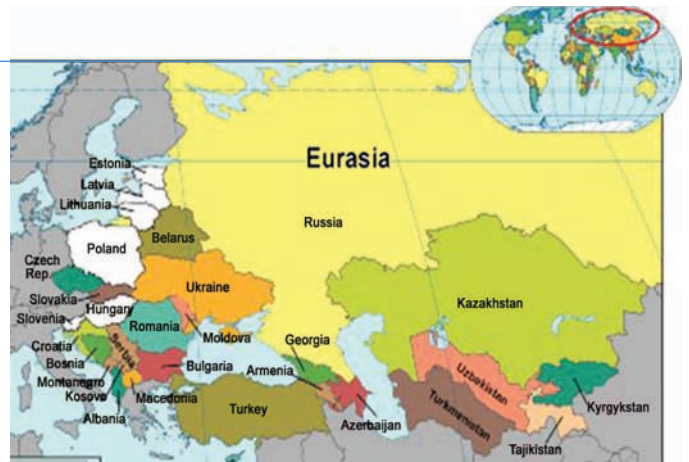 Eurasia
Estonia
Latvia
Lithuania
Russia
Belarus
Poland
Czech
Rep.
Ukraine
Slovakia
Kazakhstan
Hungary
Slovenia
Romania
Moldova
Georgia
Croatia
Serbia
Bosnia
Bulgaria
Armenia
Uzbekistan
Montenegro
Kosovo
Macedonia
Kyrgykstan
Turkey
Turkmenistan
Albania
Azerbaijan
Tajikistan